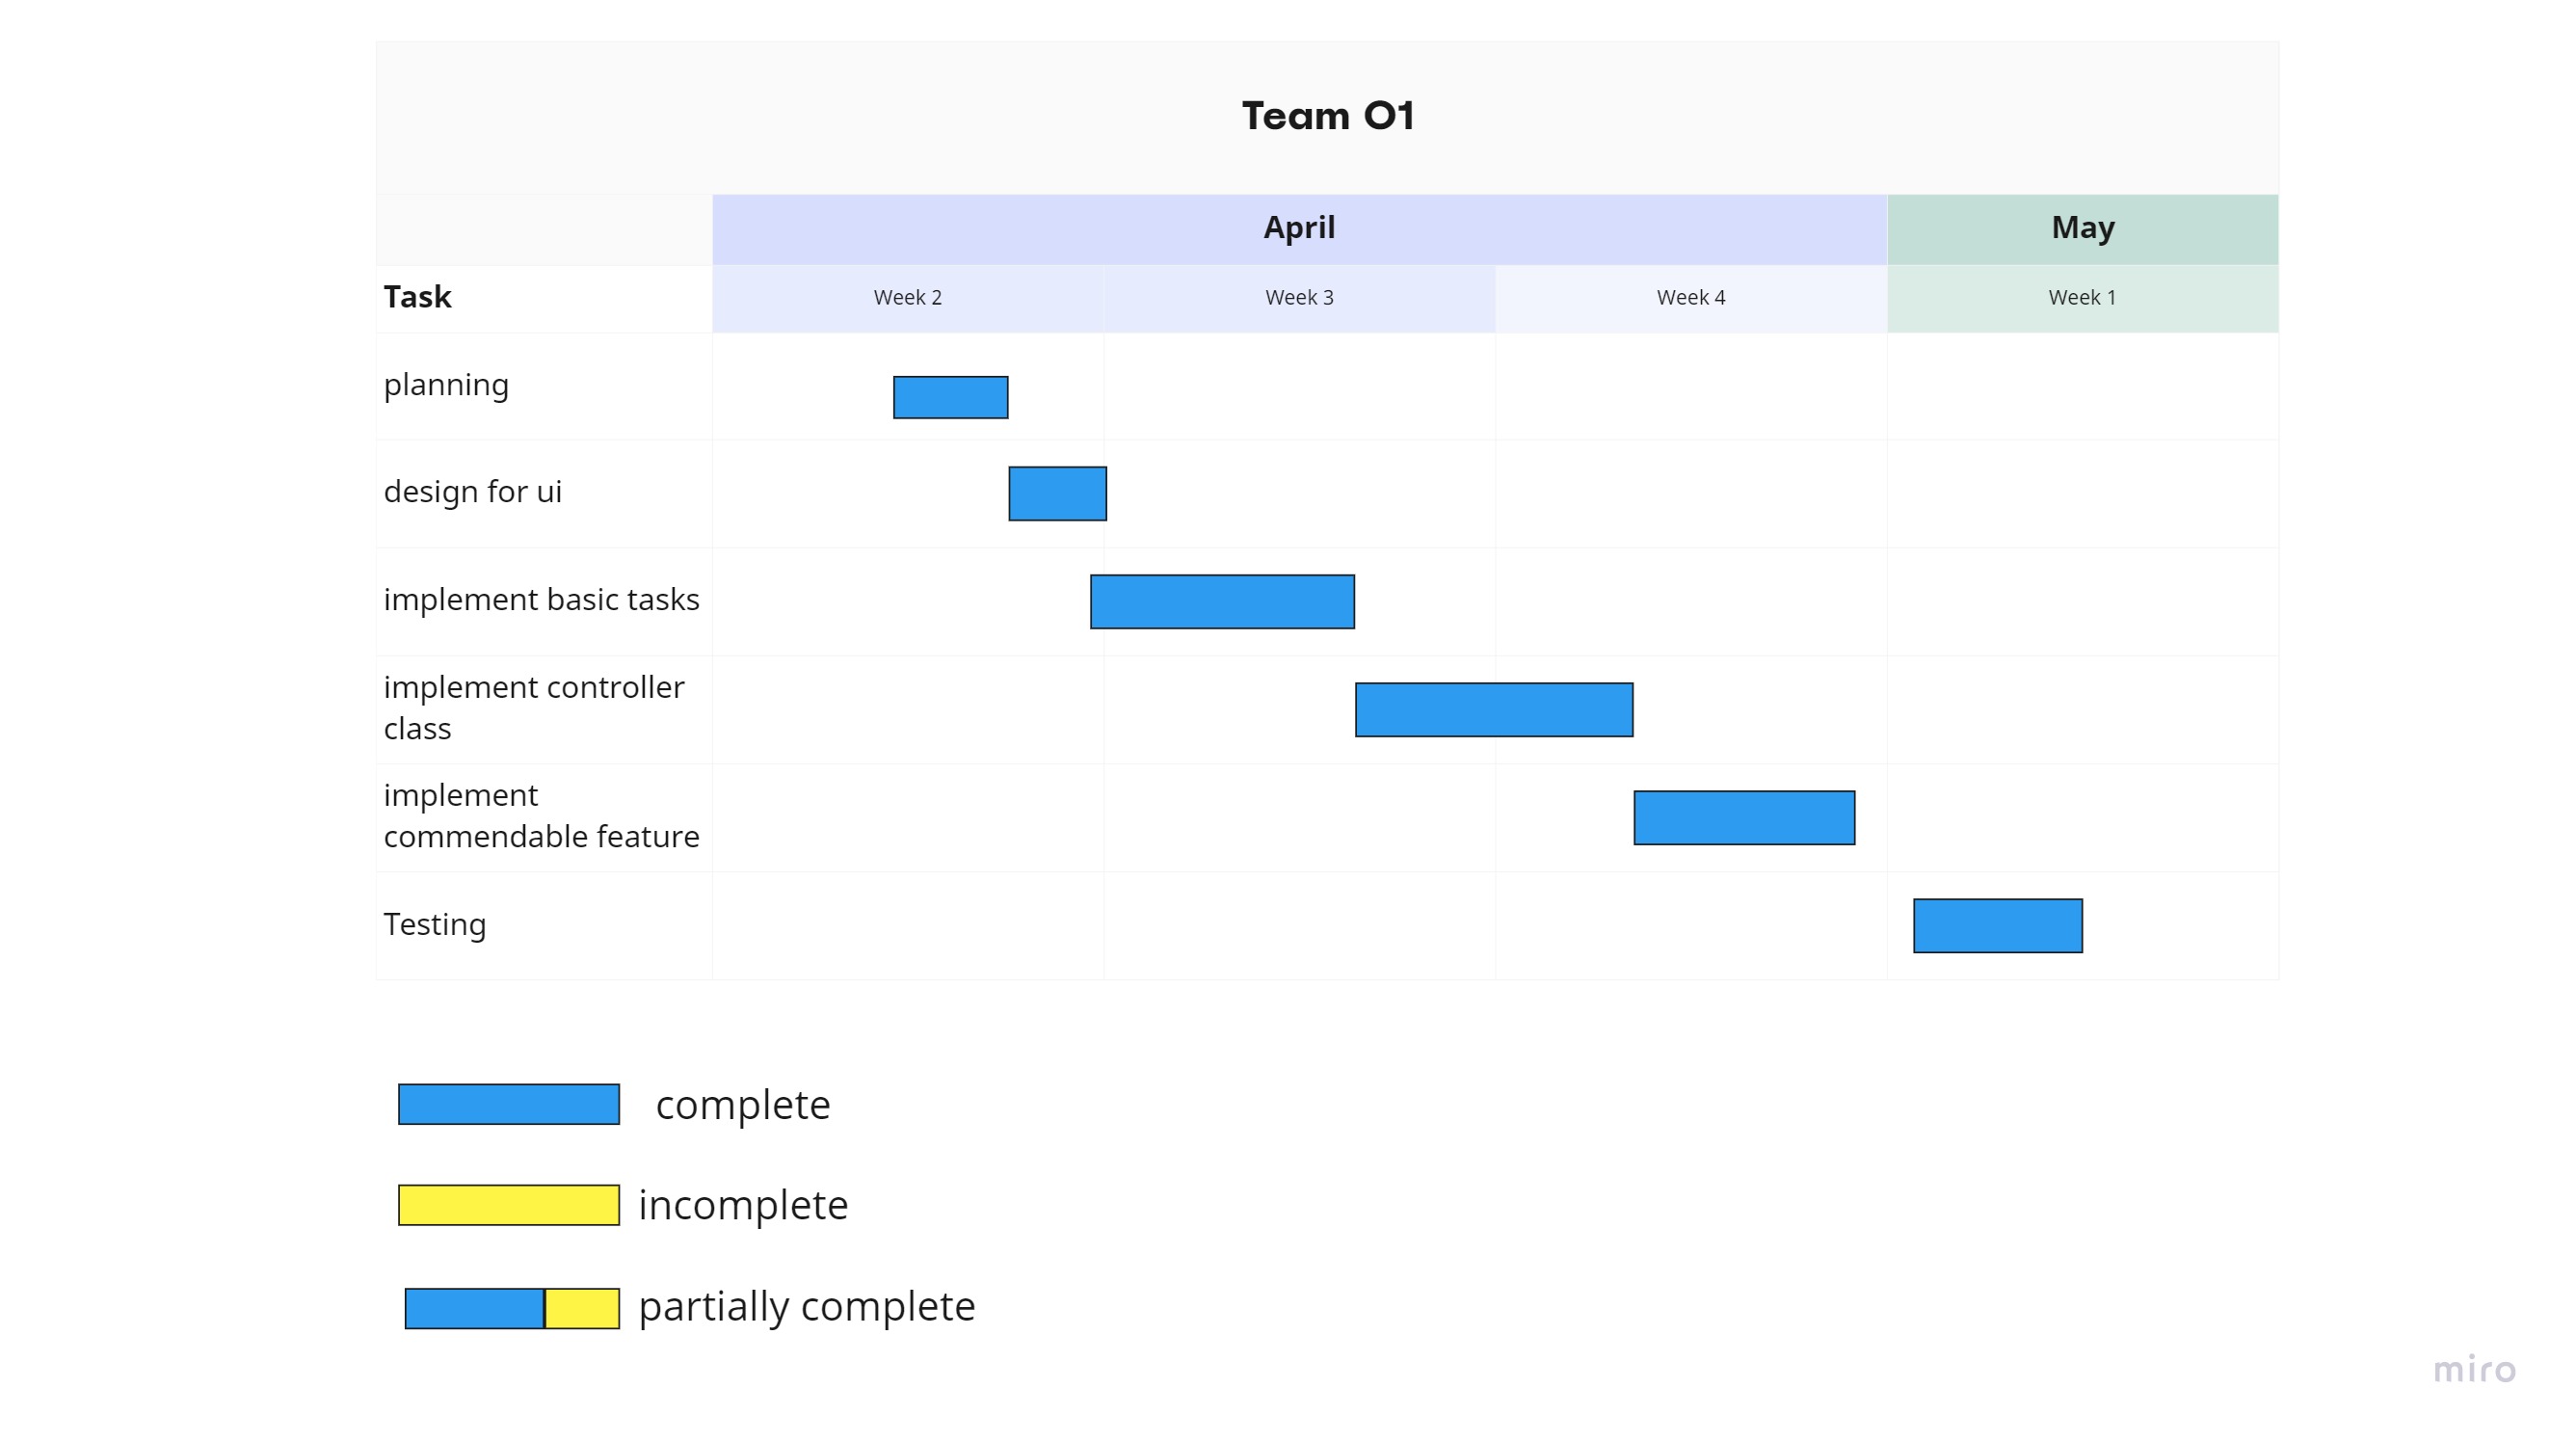 Team O1
April
May
Task
Week 2
Week 3
Week 4
Week 1
planning
design for ui
implement basic tasks
implement controller
class
implement
commendable feature
Testing
complete
incomplete
partially complete
miro